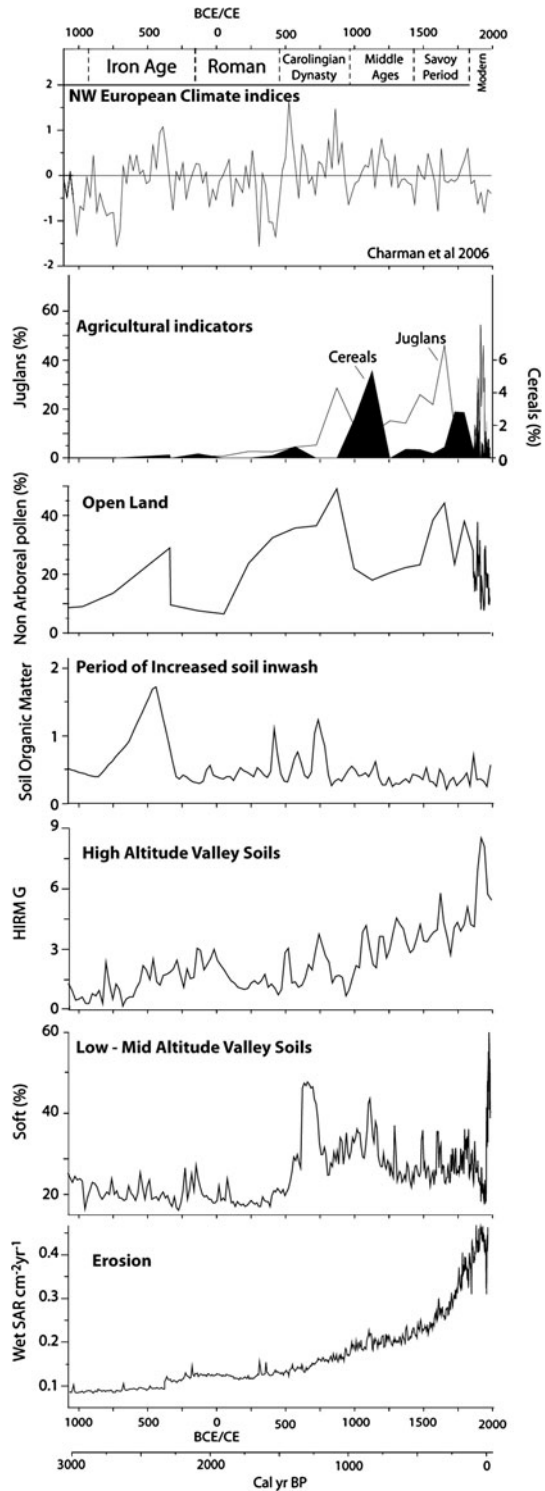 BCE/CE
1000 500 0 500 1000 1500 2000
Iron Age Roman Carolingian Dynasty Middle Ages Savoy Period Modern
NW European Climate indices
2
1
0
-1
-2
Charman et al 2006
Agricultural indicators
Juglans (%)
60
50
40
30
20
10
0
Cereals
Juglans
6
4
2
0
Cereals (%)
Open Land
Non Arboreal pollen (%)
40
20
0
Period of Increased soil inwash
Soil Organic Matter
2
1
0
High Altitude Valley Soils
HIRM G
9
6
3
0
Low - Mid Altitude Valley Soils
Soft (%)
60
40
20
Erosion
Wet SAR cm-2yr-1
0.4
0.3
0.2
0.1
1000 500 0 500 1000 1500 2000
BCE/CE
3000 2000 1000 0
Cal yr BP